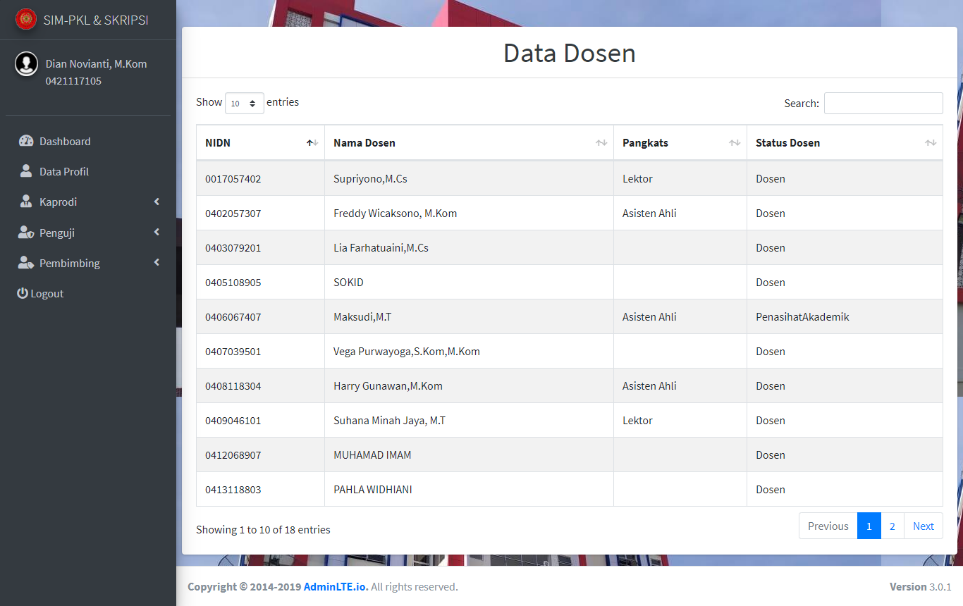 SIM-PKL & SKRIPSI
Dian Novianti, M.Kom
0421117105
Dashboard
Data Profil
Kaprodi
Penguji
Pembimbing
Logout
Data Dosen
Show 10 entries
Search:
NIDN Nama Dosen Pangkats Status Dosen
0017057402 Supriyono,M.Cs Lektor Dosen
0402057307 Freddy Wicaksono, M.Kom Asisten Ahli Dosen
0403079201 Lia Farhatuaini,M.Cs Dosen
0405108905 SOKID Dosen
0406067407 Maksudi,M.T Asisten Ahli PenasihatAkademik
0407039501 Vega Purwayoga,S.Kom,M.Kom Dosen
0408118304 Harry Gunawan,M.Kom Asisten Ahli Dosen
0409046101 Suhana Minah Jaya, M.T Lektor Dosen
0412068907 MUHAMAD IMAM Dosen
0413118803 PAHLA WIDHIANI Dosen
Showing 1 to 10 of 18 entries
Previous 1 2 Next
Copyright © 2014-2019 AdminLTE.io. All rights reserved.
Version 3.0.1